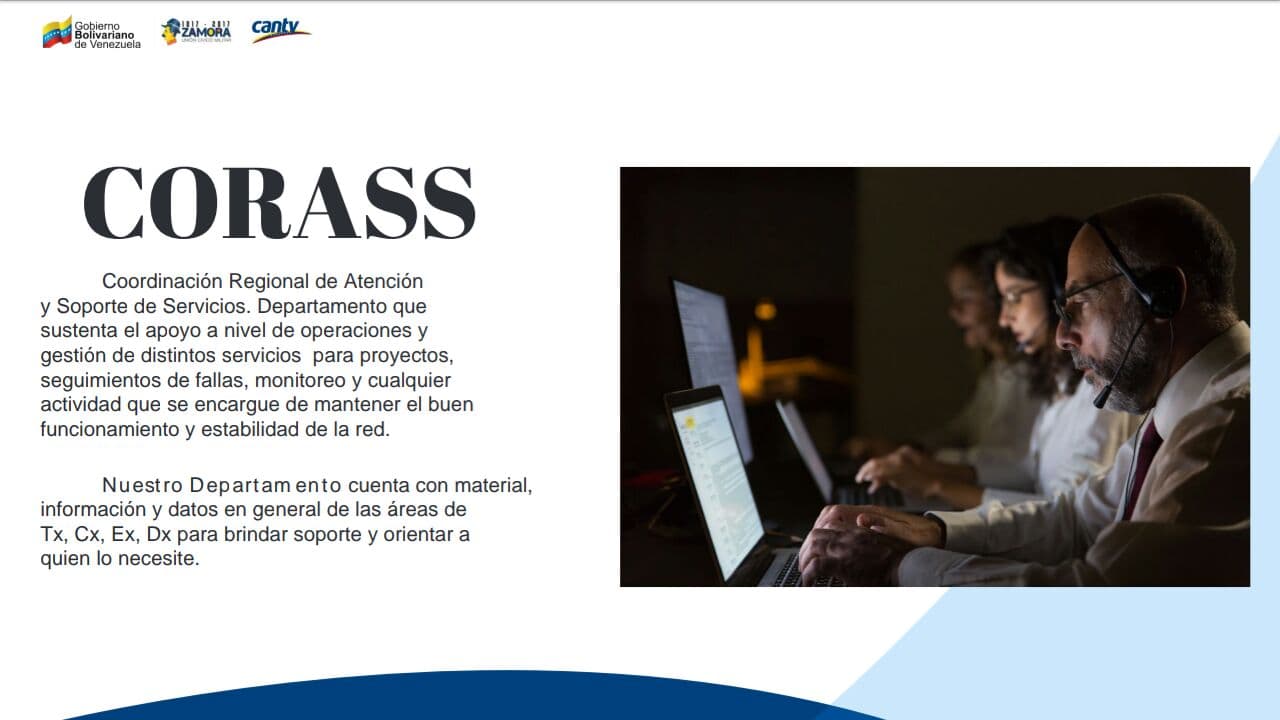 Gobierno
Bolivariano
de Venezuela
1817 - 2017
ZAMORA
UNIÓN CÍVICO MILITAR
cantv
CORASS
Coordinación Regional de Atención
y Soporte de Servicios. Departamento que
sustenta el apoyo a nivel de operaciones y
gestión de distintos servicios  para proyectos,
seguimientos de fallas, monitoreo y cualquier
actividad que se encargue de mantener el buen
funcionamiento y estabilidad de la red.
Nuestro Departamento cuenta con material,
información y datos en general de las áreas de
Tx, Cx, Ex, Dx para brindar soporte y orientar a
quien lo necesite.